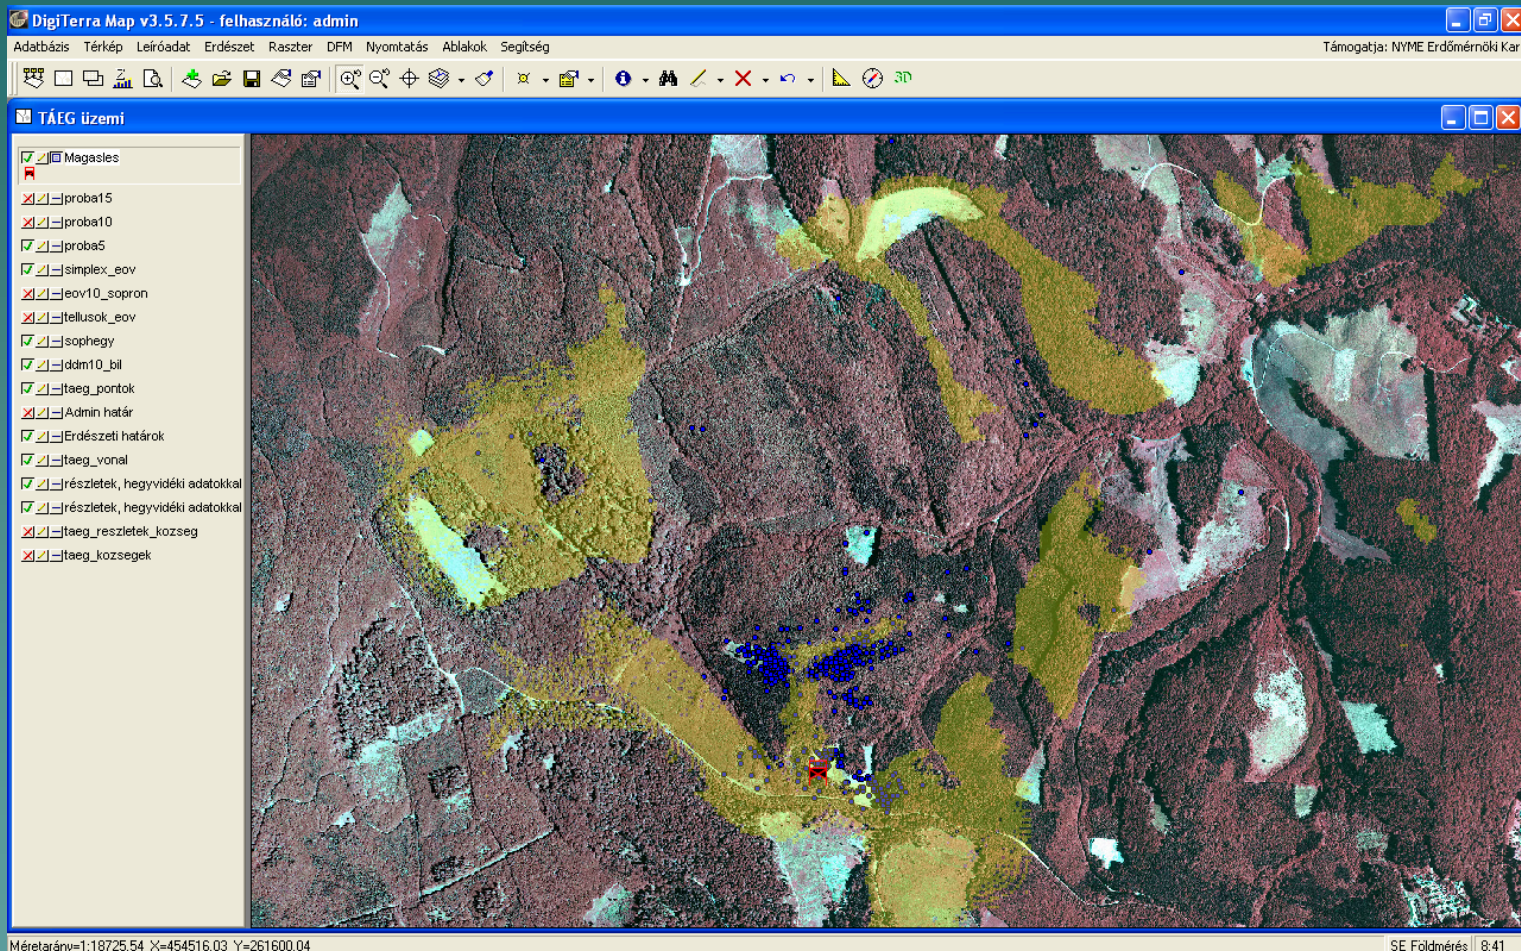 DigiTerra Map v3.5.7.5 - felhasználó: admin
Adatbázis Térkép Leíróadat Erdészet Raszter DFM Nyomtatás Ablakok Segítség Támogatja: NYME Erdőmérnöki Kar
3D
TÁEG üzemi
Magasles
proba15
proba10
proba5
simplex_eov
eov10_sopron
tellusok_eov
sophegy
ddm10_bil
taeg_pontok
Admin határ
Erdészeti határok
taeg_vonal
részletek, hegyvidéki adatokkal
részletek, hegyvidéki adatokkal
taeg_reszletek_kozseg
taeg_kozsegek
Méretarány=1:18725.54 X=454516.03 Y=261600.04 SE Földmérés 8:41